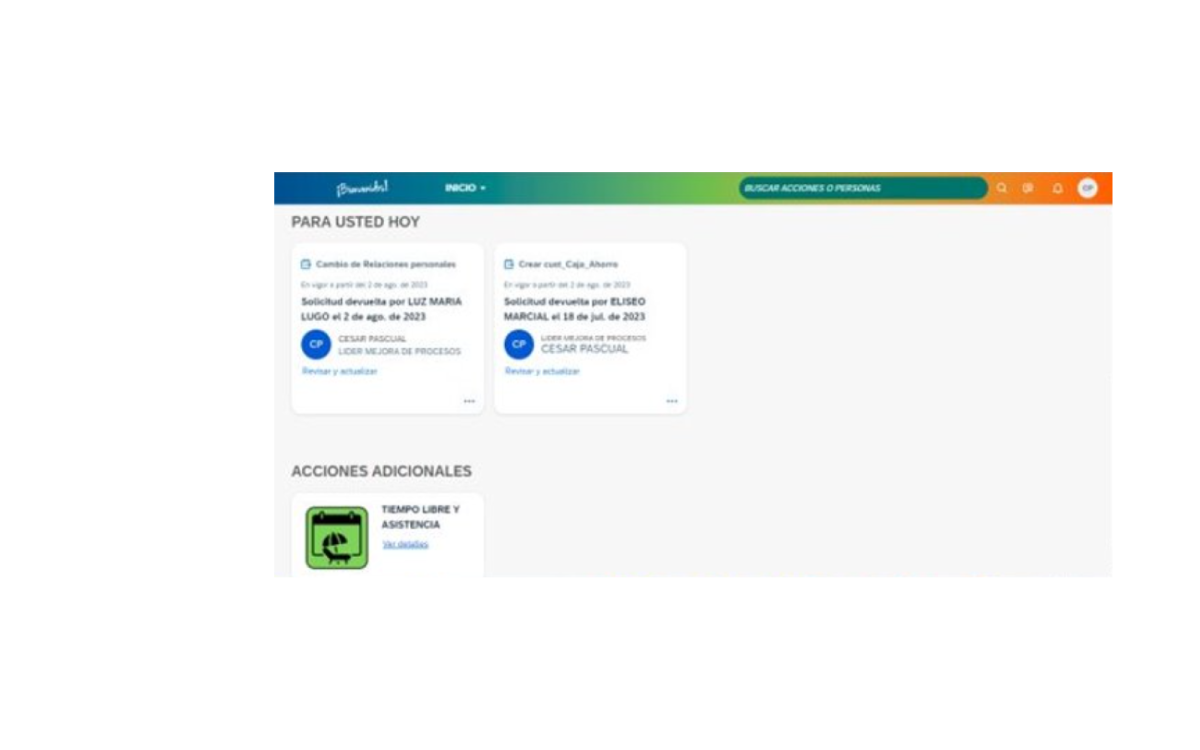 ¡Bienvenidos!
INICIO
BUSCAR ACCIONES O PERSONAS
CP
PARA USTED HOY
Cambio de Relaciones personales
En vigor a partir del 2 de ago. de 2023
Solicitud devuelta por LUZ MARIA
LUGO el 2 de ago. de 2023
CP
CESAR PASCUAL
LIDER MEJORA DE PROCESOS
Revisar y actualizar
Crear cust_Caja_Ahorro
En vigor a partir del 2 de ago. de 2023
Solicitud devuelta por ELISEO
MARCIAL el 18 de jul. de 2023
CP
LIDER MEJORA DE PROCESOS
CESAR PASCUAL
Revisar y actualizar
ACCIONES ADICIONALES
TIEMPO LIBRE Y
ASISTENCIA
Ver detalles